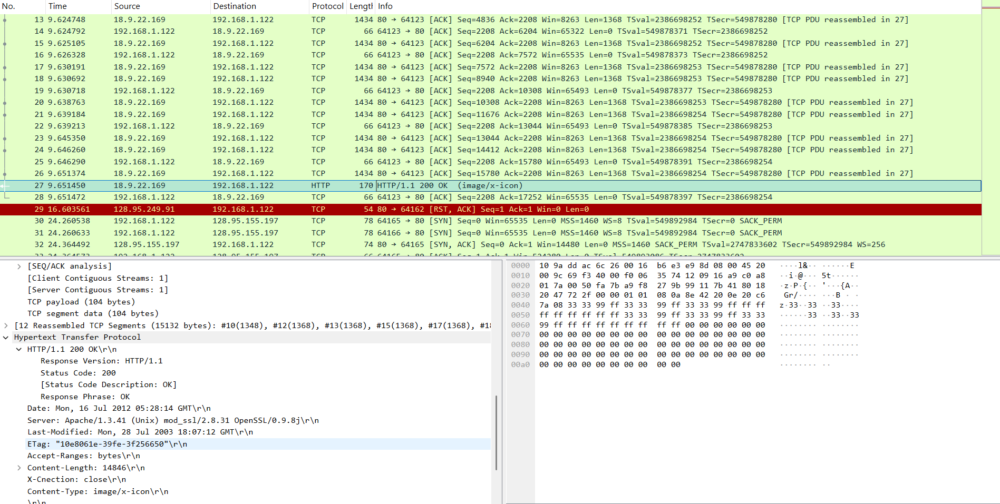 No. Time Source Destination Protocol Length Info
13 9.624748 18.9.22.169 192.168.1.122 TCP 1434 80 → 64123 [ACK] Seq=4836 Ack=2208 Win=8263 Len=1368 TSval=2386698252 TSecr=549878280 [TCP PDU reassembled in 27]
14 9.624792 192.168.1.122 18.9.22.169 TCP 66 64123 → 80 [ACK] Seq=2208 Ack=6204 Win=65322 Len=0 TSval=549878371 TSecr=2386698252
15 9.625105 18.9.22.169 192.168.1.122 TCP 1434 80 → 64123 [ACK] Seq=6204 Ack=2208 Win=8263 Len=1368 TSval=2386698252 TSecr=549878280 [TCP PDU reassembled in 27]
16 9.626328 192.168.1.122 18.9.22.169 TCP 66 64123 → 80 [ACK] Seq=2208 Ack=7572 Win=65535 Len=0 TSval=549878373 TSecr=2386698252
17 9.630191 18.9.22.169 192.168.1.122 TCP 1434 80 → 64123 [ACK] Seq=7572 Ack=2208 Win=8263 Len=1368 TSval=2386698253 TSecr=549878280 [TCP PDU reassembled in 27]
18 9.630692 18.9.22.169 192.168.1.122 TCP 1434 80 → 64123 [ACK] Seq=8940 Ack=2208 Win=8263 Len=1368 TSval=2386698253 TSecr=549878280 [TCP PDU reassembled in 27]
19 9.630718 192.168.1.122 18.9.22.169 TCP 66 64123 → 80 [ACK] Seq=2208 Ack=10308 Win=65493 Len=0 TSval=549878377 TSecr=2386698253
20 9.638763 18.9.22.169 192.168.1.122 TCP 1434 80 → 64123 [ACK] Seq=10308 Ack=2208 Win=8263 Len=1368 TSval=2386698253 TSecr=549878280 [TCP PDU reassembled in 27]
21 9.639184 18.9.22.169 192.168.1.122 TCP 1434 80 → 64123 [ACK] Seq=11676 Ack=2208 Win=8263 Len=1368 TSval=2386698254 TSecr=549878280 [TCP PDU reassembled in 27]
22 9.639213 192.168.1.122 18.9.22.169 TCP 66 64123 → 80 [ACK] Seq=2208 Ack=13044 Win=65493 Len=0 TSval=549878385 TSecr=2386698253
23 9.645350 18.9.22.169 192.168.1.122 TCP 1434 80 → 64123 [ACK] Seq=13044 Ack=2208 Win=8263 Len=1368 TSval=2386698254 TSecr=549878280 [TCP PDU reassembled in 27]
24 9.646260 18.9.22.169 192.168.1.122 TCP 1434 80 → 64123 [ACK] Seq=14412 Ack=2208 Win=8263 Len=1368 TSval=2386698254 TSecr=549878280 [TCP PDU reassembled in 27]
25 9.646290 192.168.1.122 18.9.22.169 TCP 66 64123 → 80 [ACK] Seq=2208 Ack=15780 Win=65493 Len=0 TSval=549878391 TSecr=2386698254
26 9.651374 18.9.22.169 192.168.1.122 TCP 1434 80 → 64123 [ACK] Seq=15780 Ack=2208 Win=8263 Len=1368 TSval=2386698254 TSecr=549878280 [TCP PDU reassembled in 27]
27 9.651450 18.9.22.169 192.168.1.122 HTTP 170 HTTP/1.1 200 OK (image/x-icon)
28 9.651472 192.168.1.122 18.9.22.169 TCP 66 64123 → 80 [ACK] Seq=2208 Ack=17252 Win=65535 Len=0 TSval=549878397 TSecr=2386698254
29 16.603561 128.95.249.91 192.168.1.122 TCP 54 80 → 64162 [RST, ACK] Seq=1 Ack=1 Win=0 Len=0
30 24.260538 192.168.1.122 128.95.155.197 TCP 78 64165 → 80 [SYN] Seq=0 Win=65535 Len=0 MSS=1460 WS=8 TSval=549892984 TSecr=0 SACK_PERM
31 24.260633 192.168.1.122 128.95.155.197 TCP 78 64166 → 80 [SYN] Seq=0 Win=65535 Len=0 MSS=1460 WS=8 TSval=549892984 TSecr=0 SACK_PERM
32 24.364492 128.95.155.197 192.168.1.122 TCP 74 80 → 64165 [SYN, ACK] Seq=0 Ack=1 Win=14480 Len=0 MSS=1460 SACK_PERM TSval=2747833602 TSecr=549892984 WS=256
[SEQ/ACK analysis]
[Client Contiguous Streams: 1]
[Server Contiguous Streams: 1]
TCP payload (104 bytes)
TCP segment data (104 bytes)
[12 Reassembled TCP Segments (15132 bytes): #10(1348), #12(1368), #13(1368), #15(1368), #17(1368), #18
Hypertext Transfer Protocol
HTTP/1.1 200 OK\r\n
Response Version: HTTP/1.1
Status Code: 200
[Status Code Description: OK]
Response Phrase: OK
Date: Mon, 16 Jul 2012 05:28:14 GMT\r\n
Server: Apache/1.3.41 (Unix) mod_ssl/2.8.31 OpenSSL/0.9.8j\r\n
Last-Modified: Mon, 28 Jul 2003 18:07:12 GMT\r\n
ETag: "10e8061e-39fe-3f256650"\r\n
Accept-Ranges: bytes\r\n
Content-Length: 14846\r\n
X-Cnection: close\r\n
Content-Type: image/x-icon\r\n
\r\n
0000 10 9a dd ac 6c 26 00 16 b6 e3 e9 8d 08 00 45 20 ····l&·· ······E
0010 00 9c 69 f3 40 00 f0 06 35 74 12 09 16 a9 c0 a8 ··i·@··· 5t······
0020 01 7a 00 50 fa 7b a9 f8 27 9b 99 11 7b 41 80 18 ·z·P·{·· '···{A··
0030 20 47 72 2f 00 00 01 01 08 0a 8e 42 20 0e 20 c6 Gr/···· ···B · ·
0040 7a 08 33 33 99 ff 33 33 99 ff 33 33 99 ff ff ff z·33··33 ··33····
0050 ff ff ff ff ff ff 33 33 99 ff 33 33 99 ff 33 33 ······33 ··33··33
0060 99 ff ff ff ff ff ff ff ff ff 00 00 00 00 00 00 ········ ········
0070 00 00 00 00 00 00 00 00 00 00 00 00 00 00 00 00 ········ ········
0080 00 00 00 00 00 00 00 00 00 00 00 00 00 00 00 00 ········ ········
0090 00 00 00 00 00 00 00 00 00 00 00 00 00 00 00 00 ········ ········
00a0 00 00 00 00 00 00 00 00 00 00 ········ ··